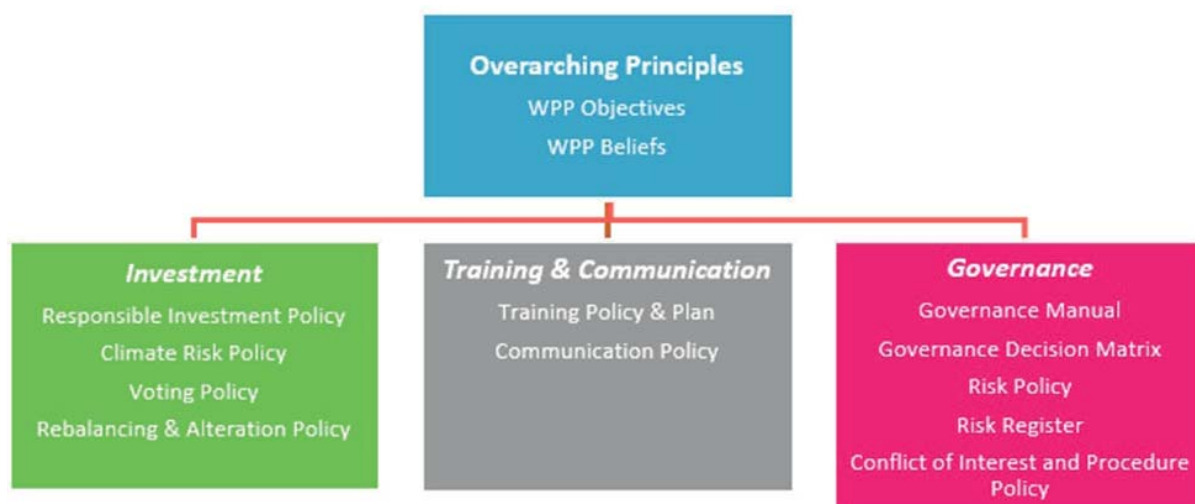 Overarching Principles
WPP Objectives
WPP Beliefs
Investment
Responsible Investment Policy
Climate Risk Policy
Voting Policy
Rebalancing & Alteration Policy
Training & Communication
Training Policy & Plan
Communication Policy
Governance
Governance Manual
Governance Decision Matrix
Risk Policy
Risk Register
Conflict of Interest and Procedure
Policy